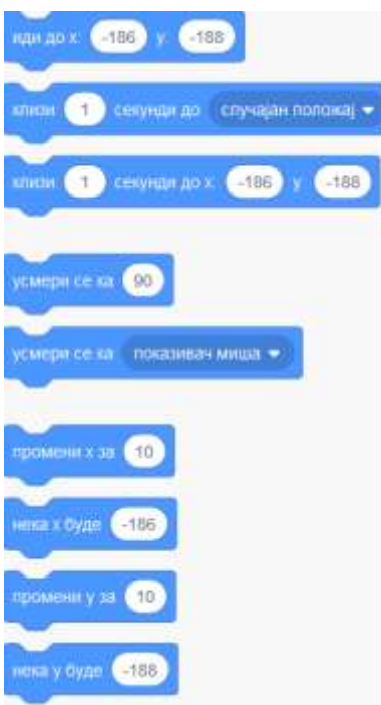 иди до x: -186 y: -188
клизи 1 секунди до случајан положај
клизи 1 секунди до x: -186 y: -188
усмери се ка 90
усмери се ка показивач миша
промени x за 10
нека x буде -186
промени y за 10
нека y буде -188